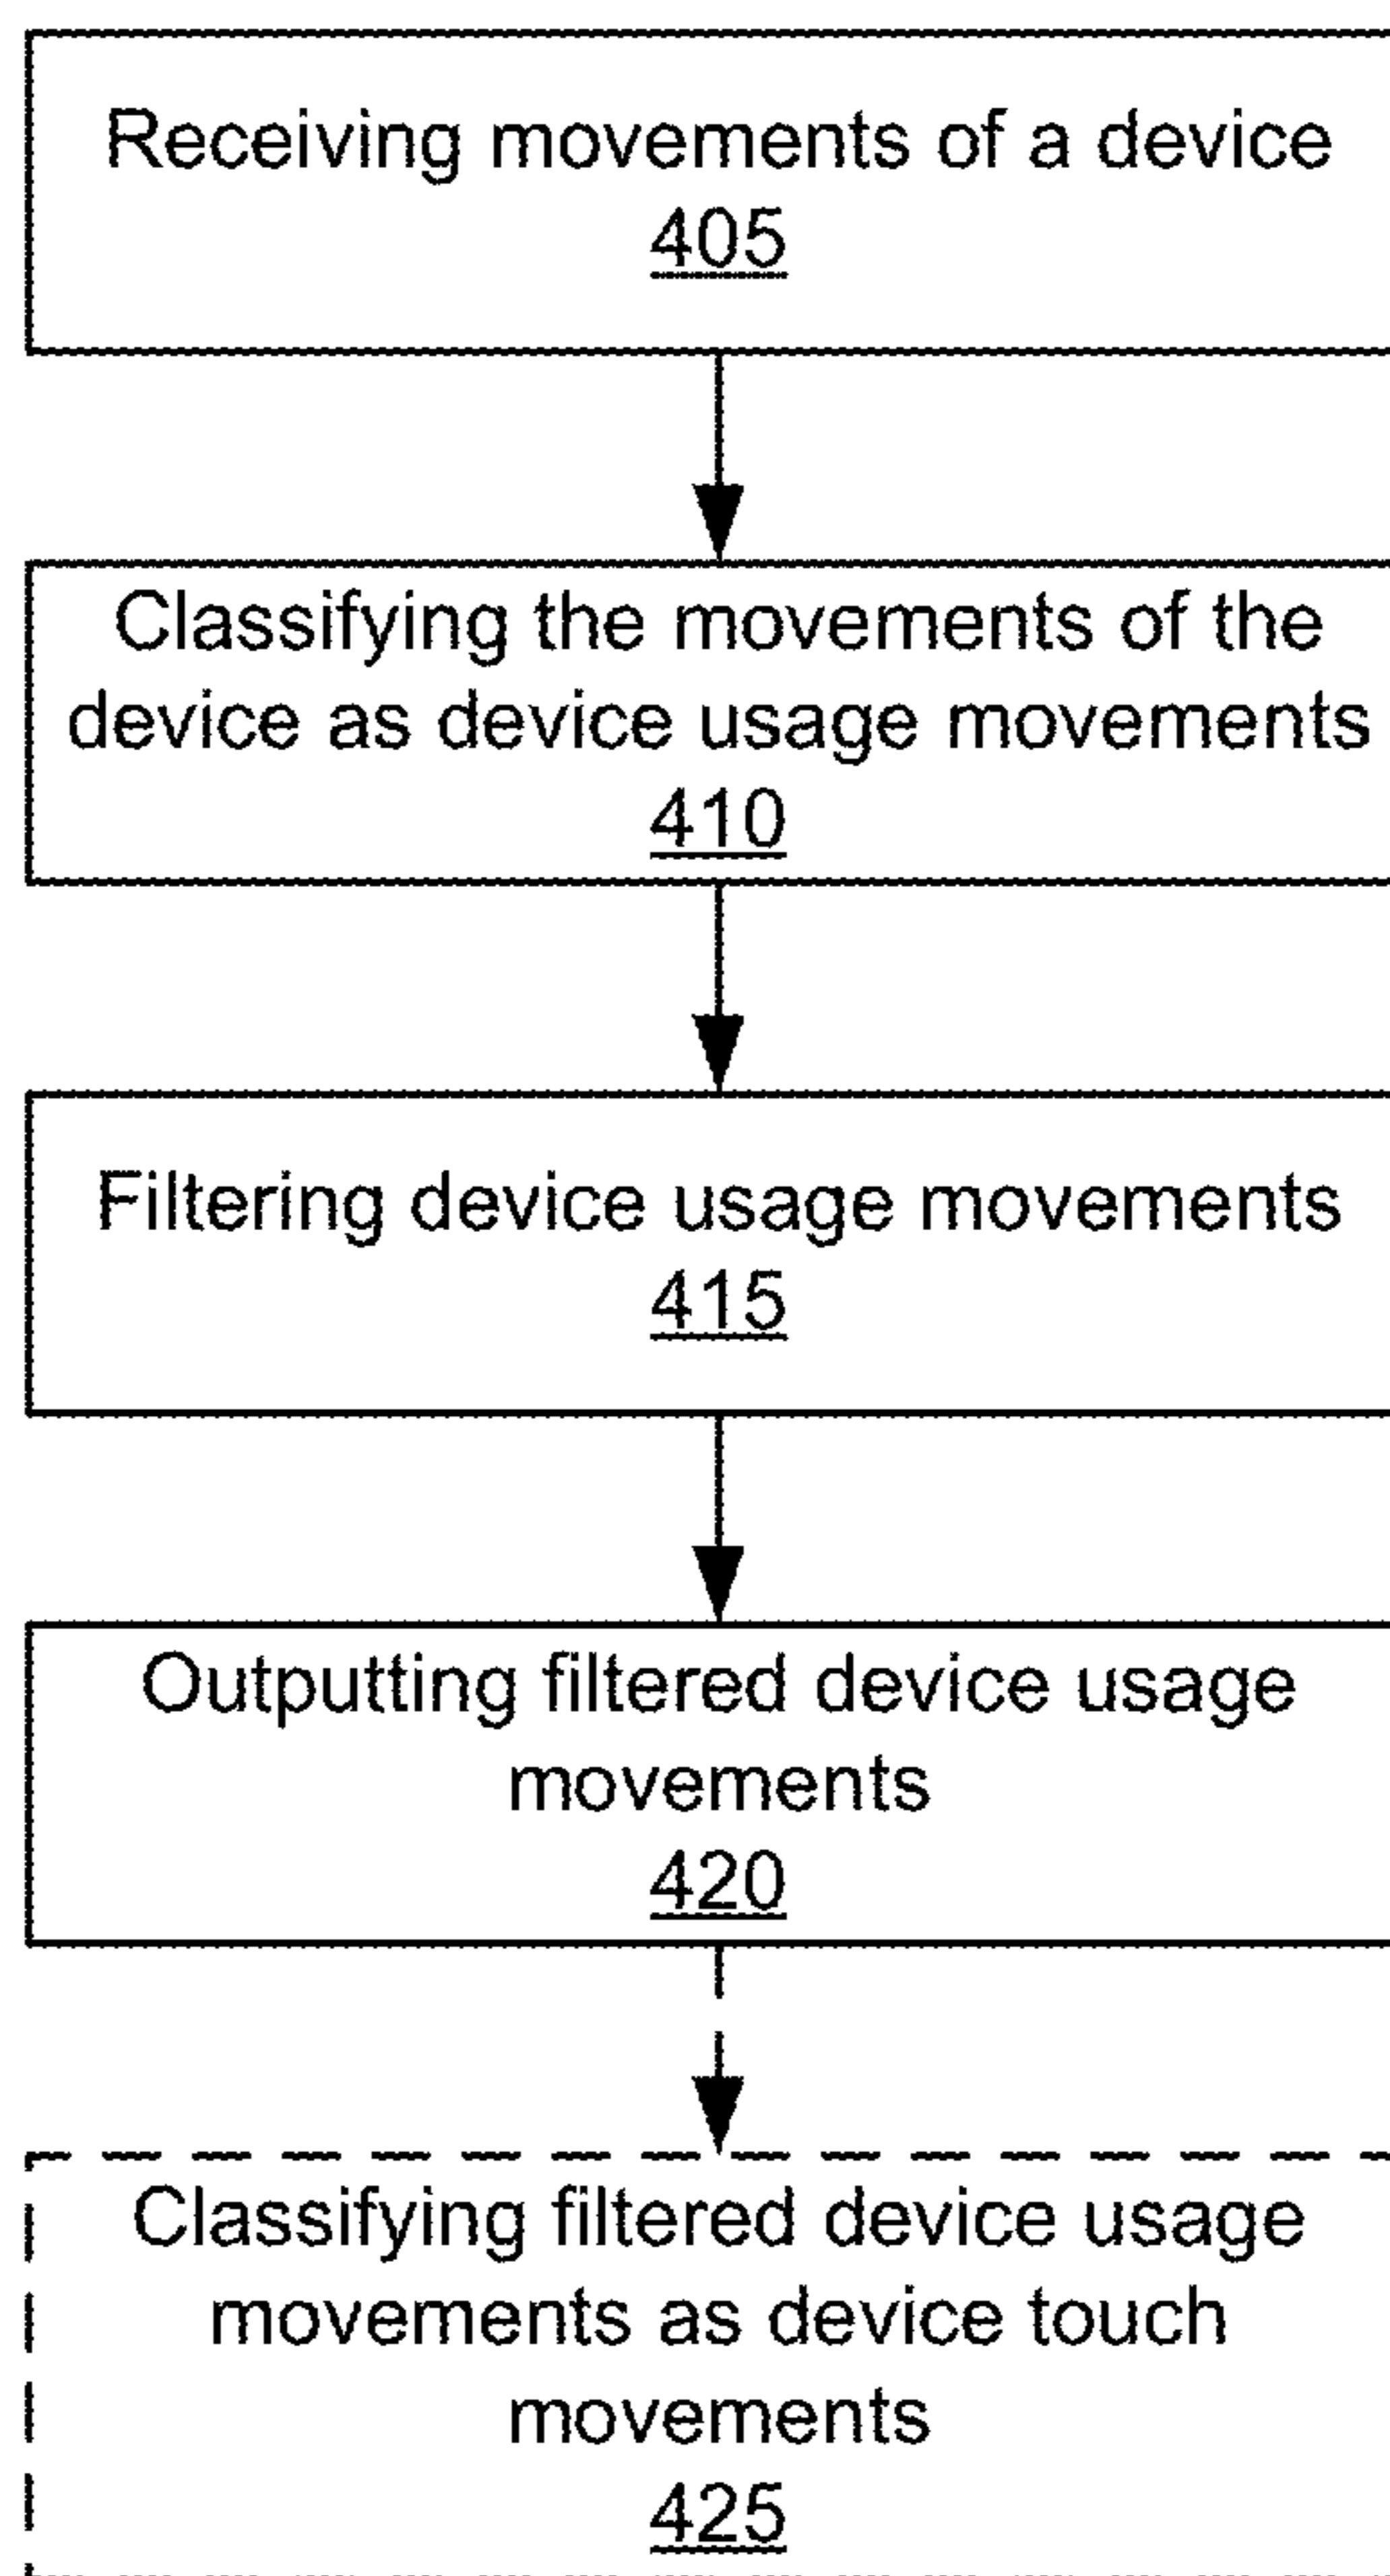 Receiving movements of a device
405
Classifying the movements of the
device as device usage movements
410
Filtering device usage movements
415
Outputting filtered device usage
movements
420
Classifying filtered device usage
movements as device touch
movements
425